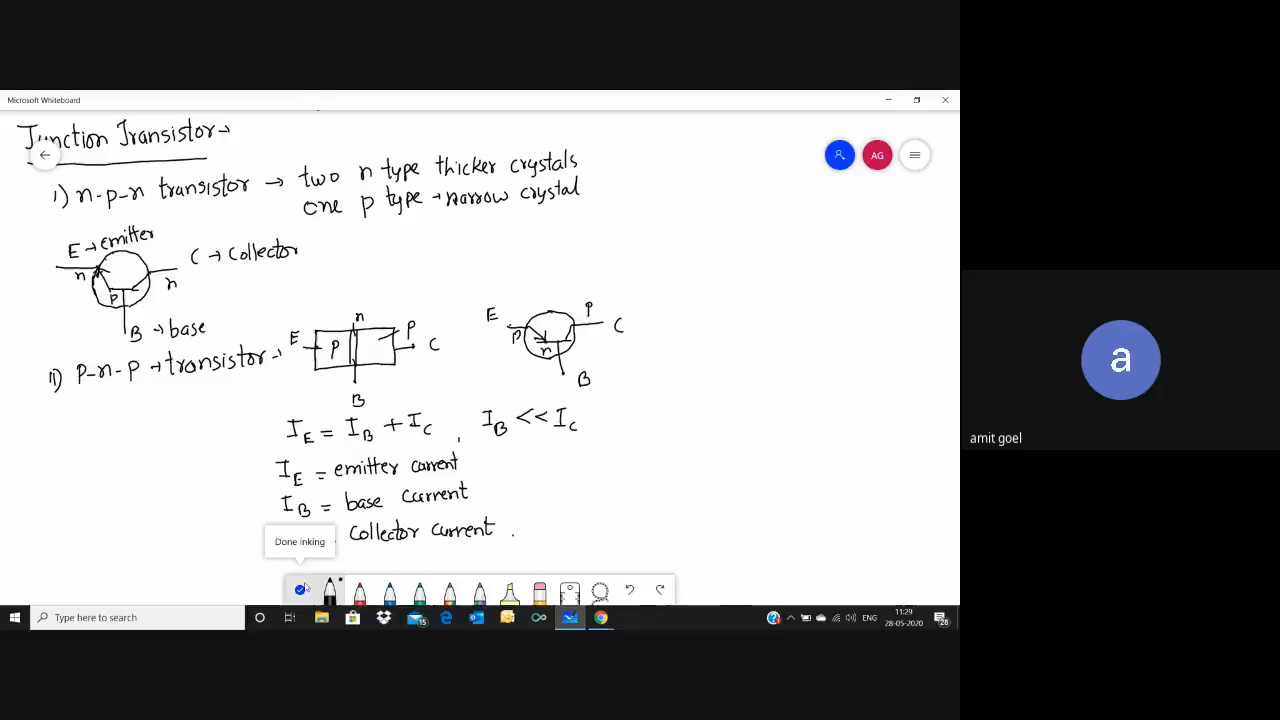 Microsoft Whiteboard
Junction Transistor→
AG
i) n-p-n transistor → two n type thicker crystals
one p type → narrow crystal
E → emitter
C → collector
n
n
P
B → base
ii) P-n-P → transistor →
n
E
P
P
C
B
E
P
C
P
n
B
I_E = I_B + I_C , I_B << I_C
I_E = emitter current
I_B = base current
collector current .
Done inking
a
amit goel
Type here to search
15
ENG
11:29
28-05-2020
28